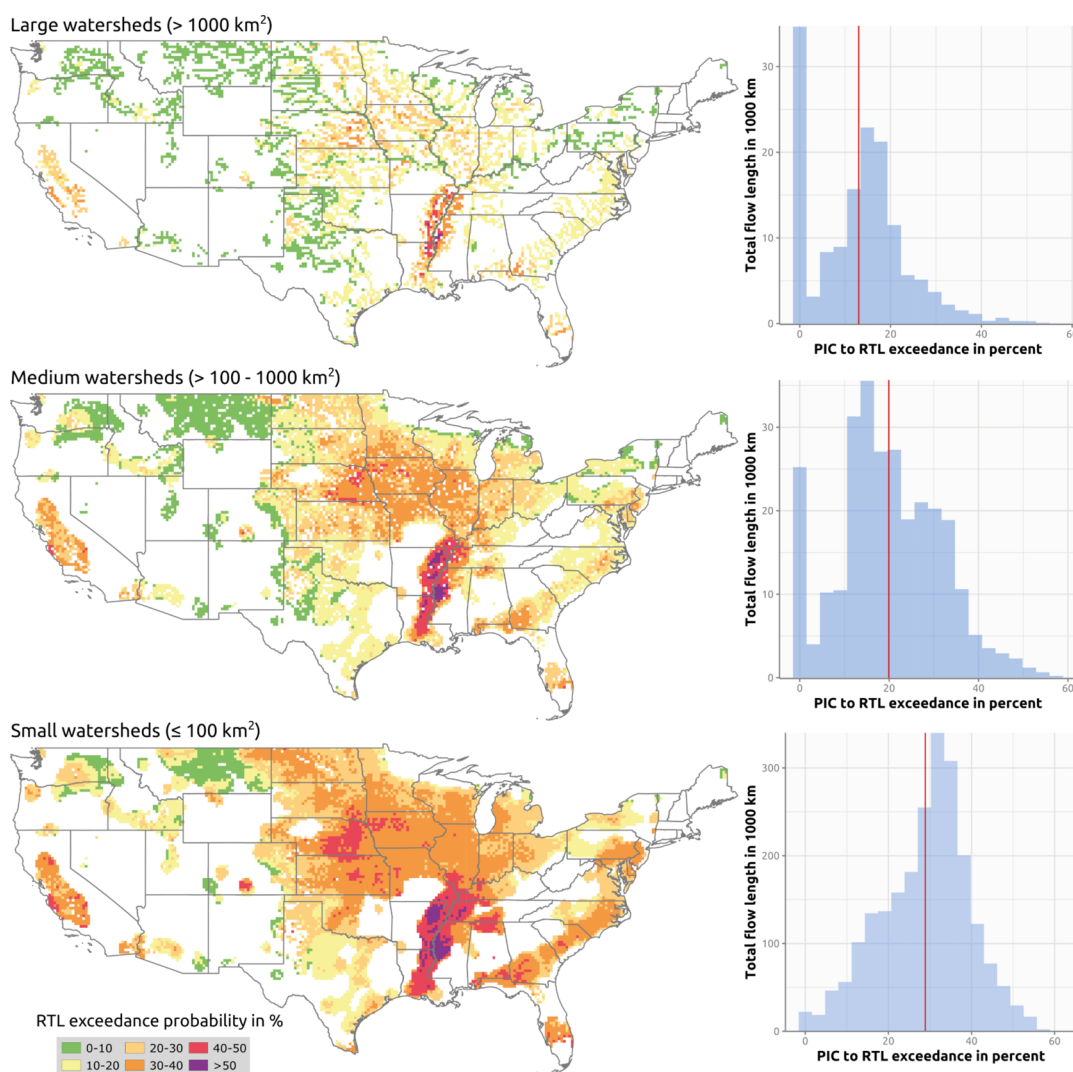 Large watersheds (> 1000 km²)
Total flow length in 1000 km
30
20
10
0
0
20
40
60
PIC to RTL exceedance in percent
Medium watersheds (> 100 - 1000 km²)
Total flow length in 1000 km
30
20
10
0
0
20
40
60
PIC to RTL exceedance in percent
Small watersheds (≤ 100 km²)
Total flow length in 1000 km
300
200
100
0
0
20
40
60
PIC to RTL exceedance in percent
RTL exceedance probability in %
0-10 20-30 40-50
10-20 30-40 >50